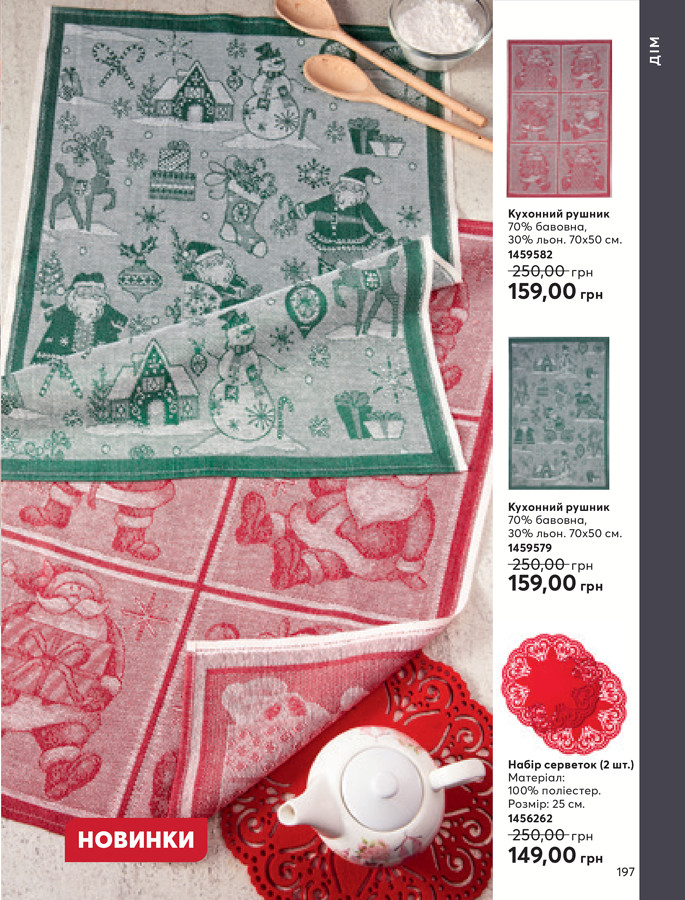 ДІМ
Кухонний рушник
70% бавовна,
30% льон. 70х50 см.
1459582
250,00 грн
159,00 грн
Кухонний рушник
70% бавовна,
30% льон. 70х50 см.
1459579
250,00 грн
159,00 грн
Набір серветок (2 шт.)
Матеріал:
100% поліестер.
Розмір: 25 см.
1456262
250,00 грн
149,00 грн
НОВИНКИ
197